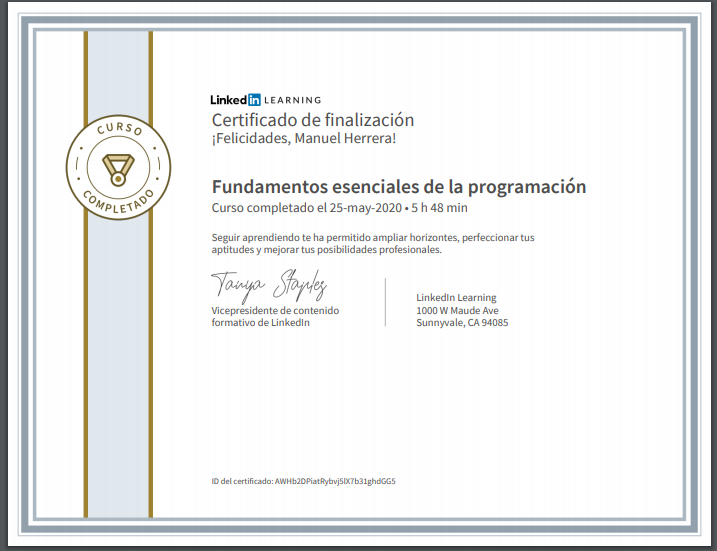 CURSO
COMPLETADO
Linked in LEARNING
Certificado de finalización
¡Felicidades, Manuel Herrera!
Fundamentos esenciales de la programación
Curso completado el 25-may-2020 • 5 h 48 min
Seguir aprendiendo te ha permitido ampliar horizontes, perfeccionar tus
aptitudes y mejorar tus posibilidades profesionales.
Tanya Staples
Vicepresidente de contenido
formativo de LinkedIn
LinkedIn Learning
1000 W Maude Ave
Sunnyvale, CA 94085
ID del certificado: AWHb2DPiatRybvj5lX7b31ghdGG5